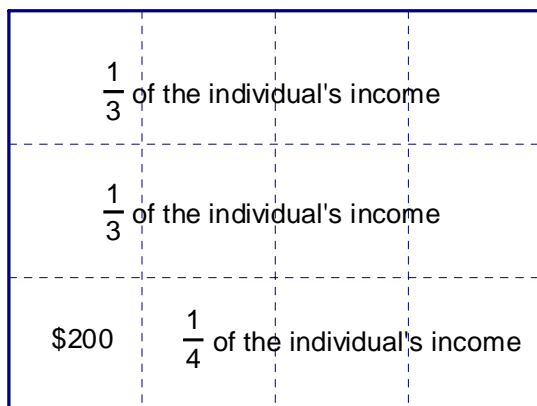 1/3 of the individual's income
1/3 of the individual's income
$200 1/4 of the individual's income